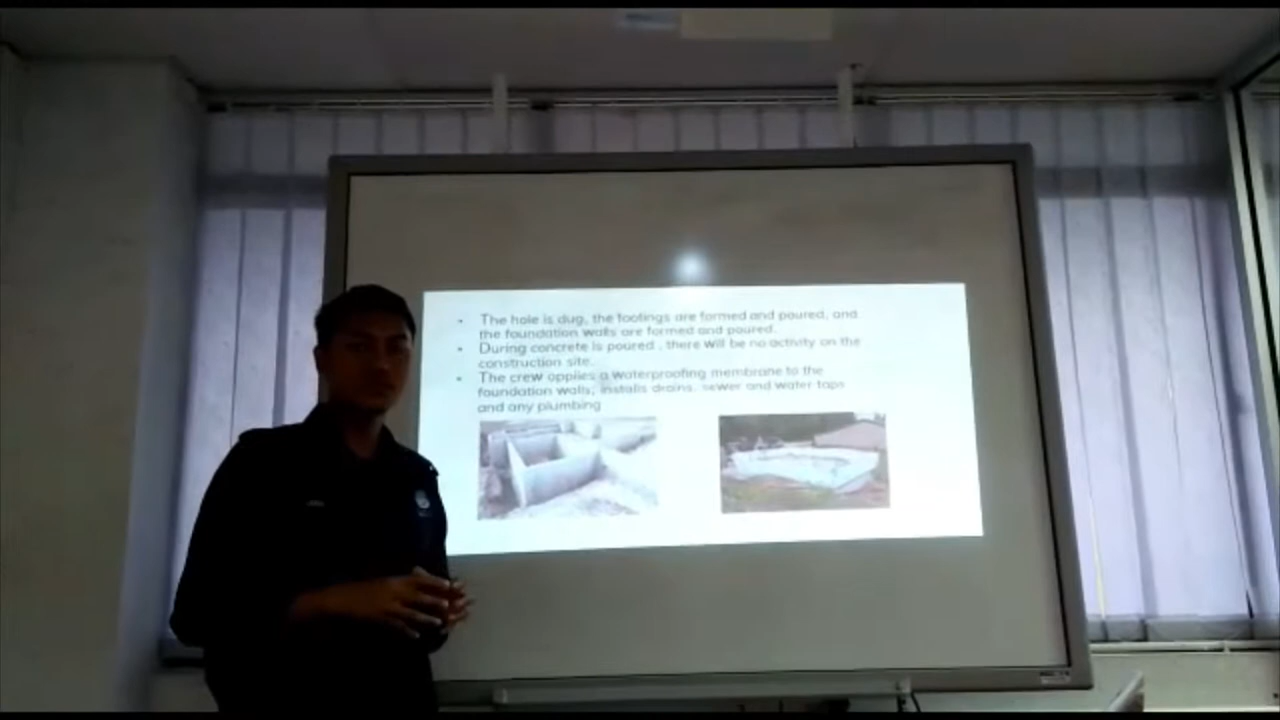 The hole is dug, the footings are formed and poured, and
the foundation walls are formed and poured.
During concrete is poured , there will be no activity on the
construction site.
The crew applies a waterproofing membrane to the
foundation walls; installs drains, sewer and water taps
and any plumbing